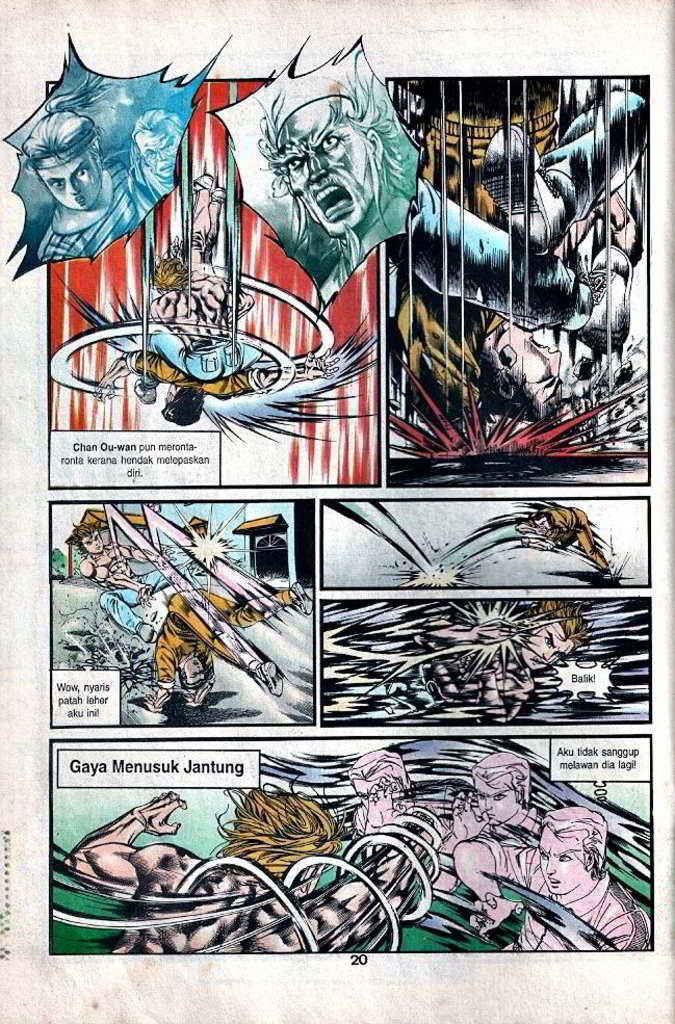 Chan Ou-wan pun meronta-
ronta kerana hendak melepaskan
diri.
Wow, nyaris
patah leher
aku ini!
Balik!
Gaya Menusuk Jantung
Aku tidak sanggup
melawan dia lagi!
20